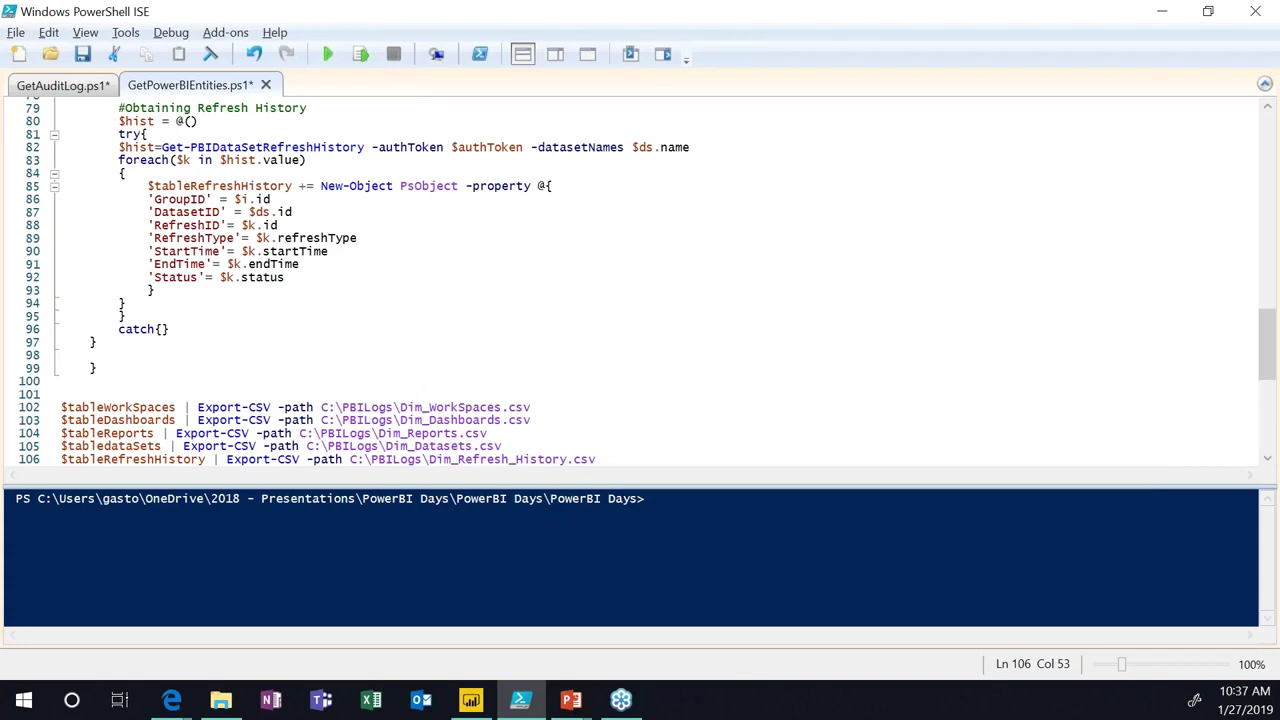 Windows PowerShell ISE
File Edit View Tools Debug Add-ons Help
GetAuditLog.ps1* GetPowerBIEntities.ps1*
79 #Obtaining Refresh History
80 $hist = @()
81 try{
82 $hist=Get-PBIDataSetRefreshHistory -authToken $authToken -datasetNames $ds.name
83 foreach($k in $hist.value)
84 {
85 $tableRefreshHistory += New-Object PsObject -property @{
86 'GroupID' = $i.id
87 'DatasetID' = $ds.id
88 'RefreshID'= $k.id
89 'RefreshType'= $k.refreshType
90 'StartTime'= $k.startTime
91 'EndTime'= $k.endTime
92 'Status'= $k.status
93 }
94 }
95 }
96 catch{}
97 }
98
99 }
100
101
102 $tableWorkSpaces | Export-CSV -path C:\PBILogs\Dim_WorkSpaces.csv
103 $tableDashboards | Export-CSV -path C:\PBILogs\Dim_Dashboards.csv
104 $tableReports | Export-CSV -path C:\PBILogs\Dim_Reports.csv
105 $tabledataSets | Export-CSV -path C:\PBILogs\Dim_Datasets.csv
106 $tableRefreshHistory | Export-CSV -path C:\PBILogs\Dim_Refresh_History.csv
PS C:\Users\gasto\OneDrive\2018 - Presentations\PowerBI Days\PowerBI Days\PowerBI Days>
Ln 106 Col 53 100%
10:37 AM
1/27/2019